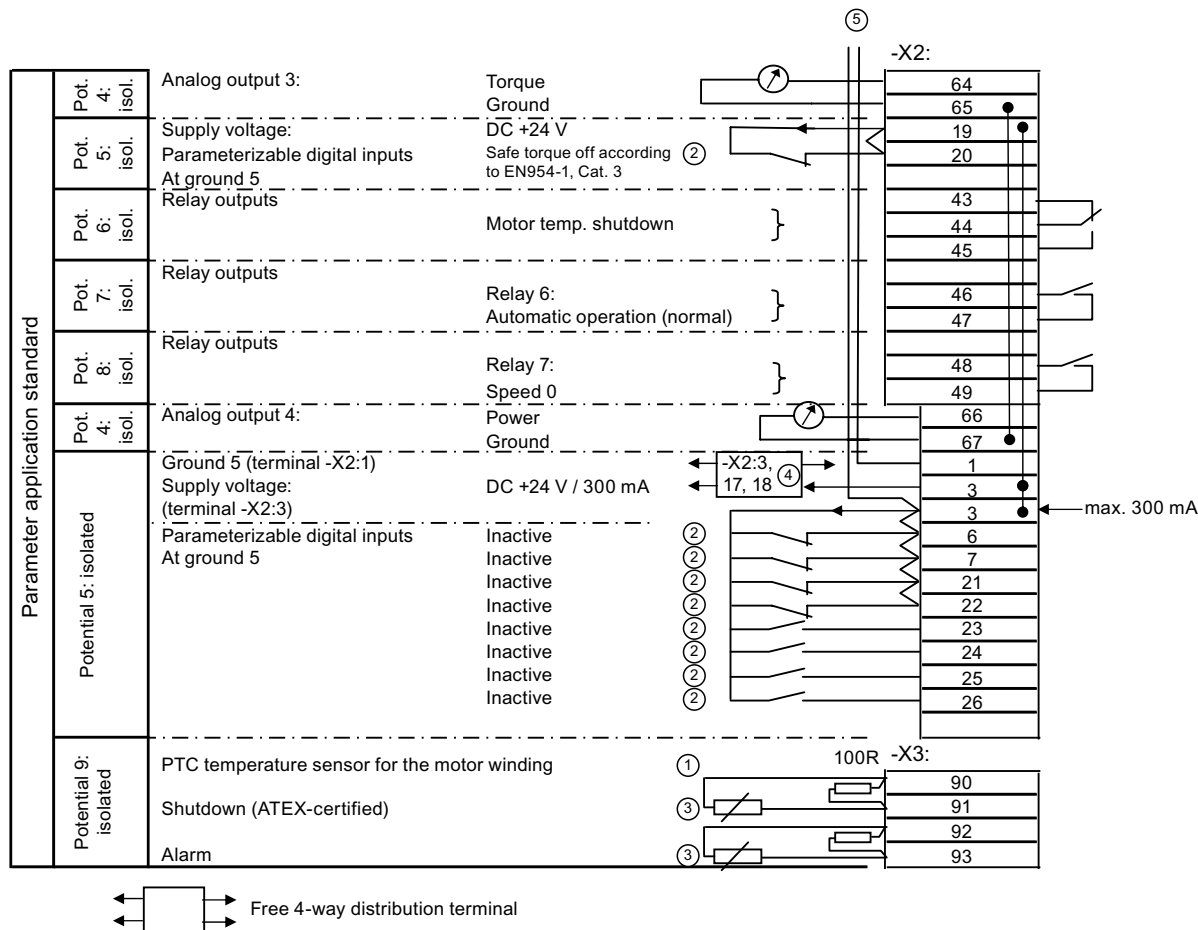 ⑤
-X2:
Parameter application standard
Pot. 4: isol.
Analog output 3: Torque 64
Ground 65
Pot. 5: isol.
Supply voltage: DC +24 V 19
Parameterizable digital inputs Safe torque off according to EN954-1, Cat. 3 ② 20
At ground 5
Pot. 6: isol.
Relay outputs 43
Motor temp. shutdown } 44
45
Pot. 7: isol.
Relay outputs
Relay 6: 46
Automatic operation (normal) } 47
Pot. 8: isol.
Relay outputs
Relay 7: 48
Speed 0 } 49
Pot. 4: isol.
Analog output 4: Power 66
Ground 67
Potential 5: isolated
Ground 5 (terminal -X2:1) -X2:3, 1
Supply voltage: DC +24 V / 300 mA 17, 18 ④ 3
(terminal -X2:3) 3 max. 300 mA
Parameterizable digital inputs Inactive ② 6
At ground 5 Inactive ② 7
Inactive ② 21
Inactive ② 22
Inactive ② 23
Inactive ② 24
Inactive ② 25
Inactive ② 26
Potential 9: isolated
100R -X3:
PTC temperature sensor for the motor winding ① 90
Shutdown (ATEX-certified) ③ 91
92
Alarm ③ 93
Free 4-way distribution terminal